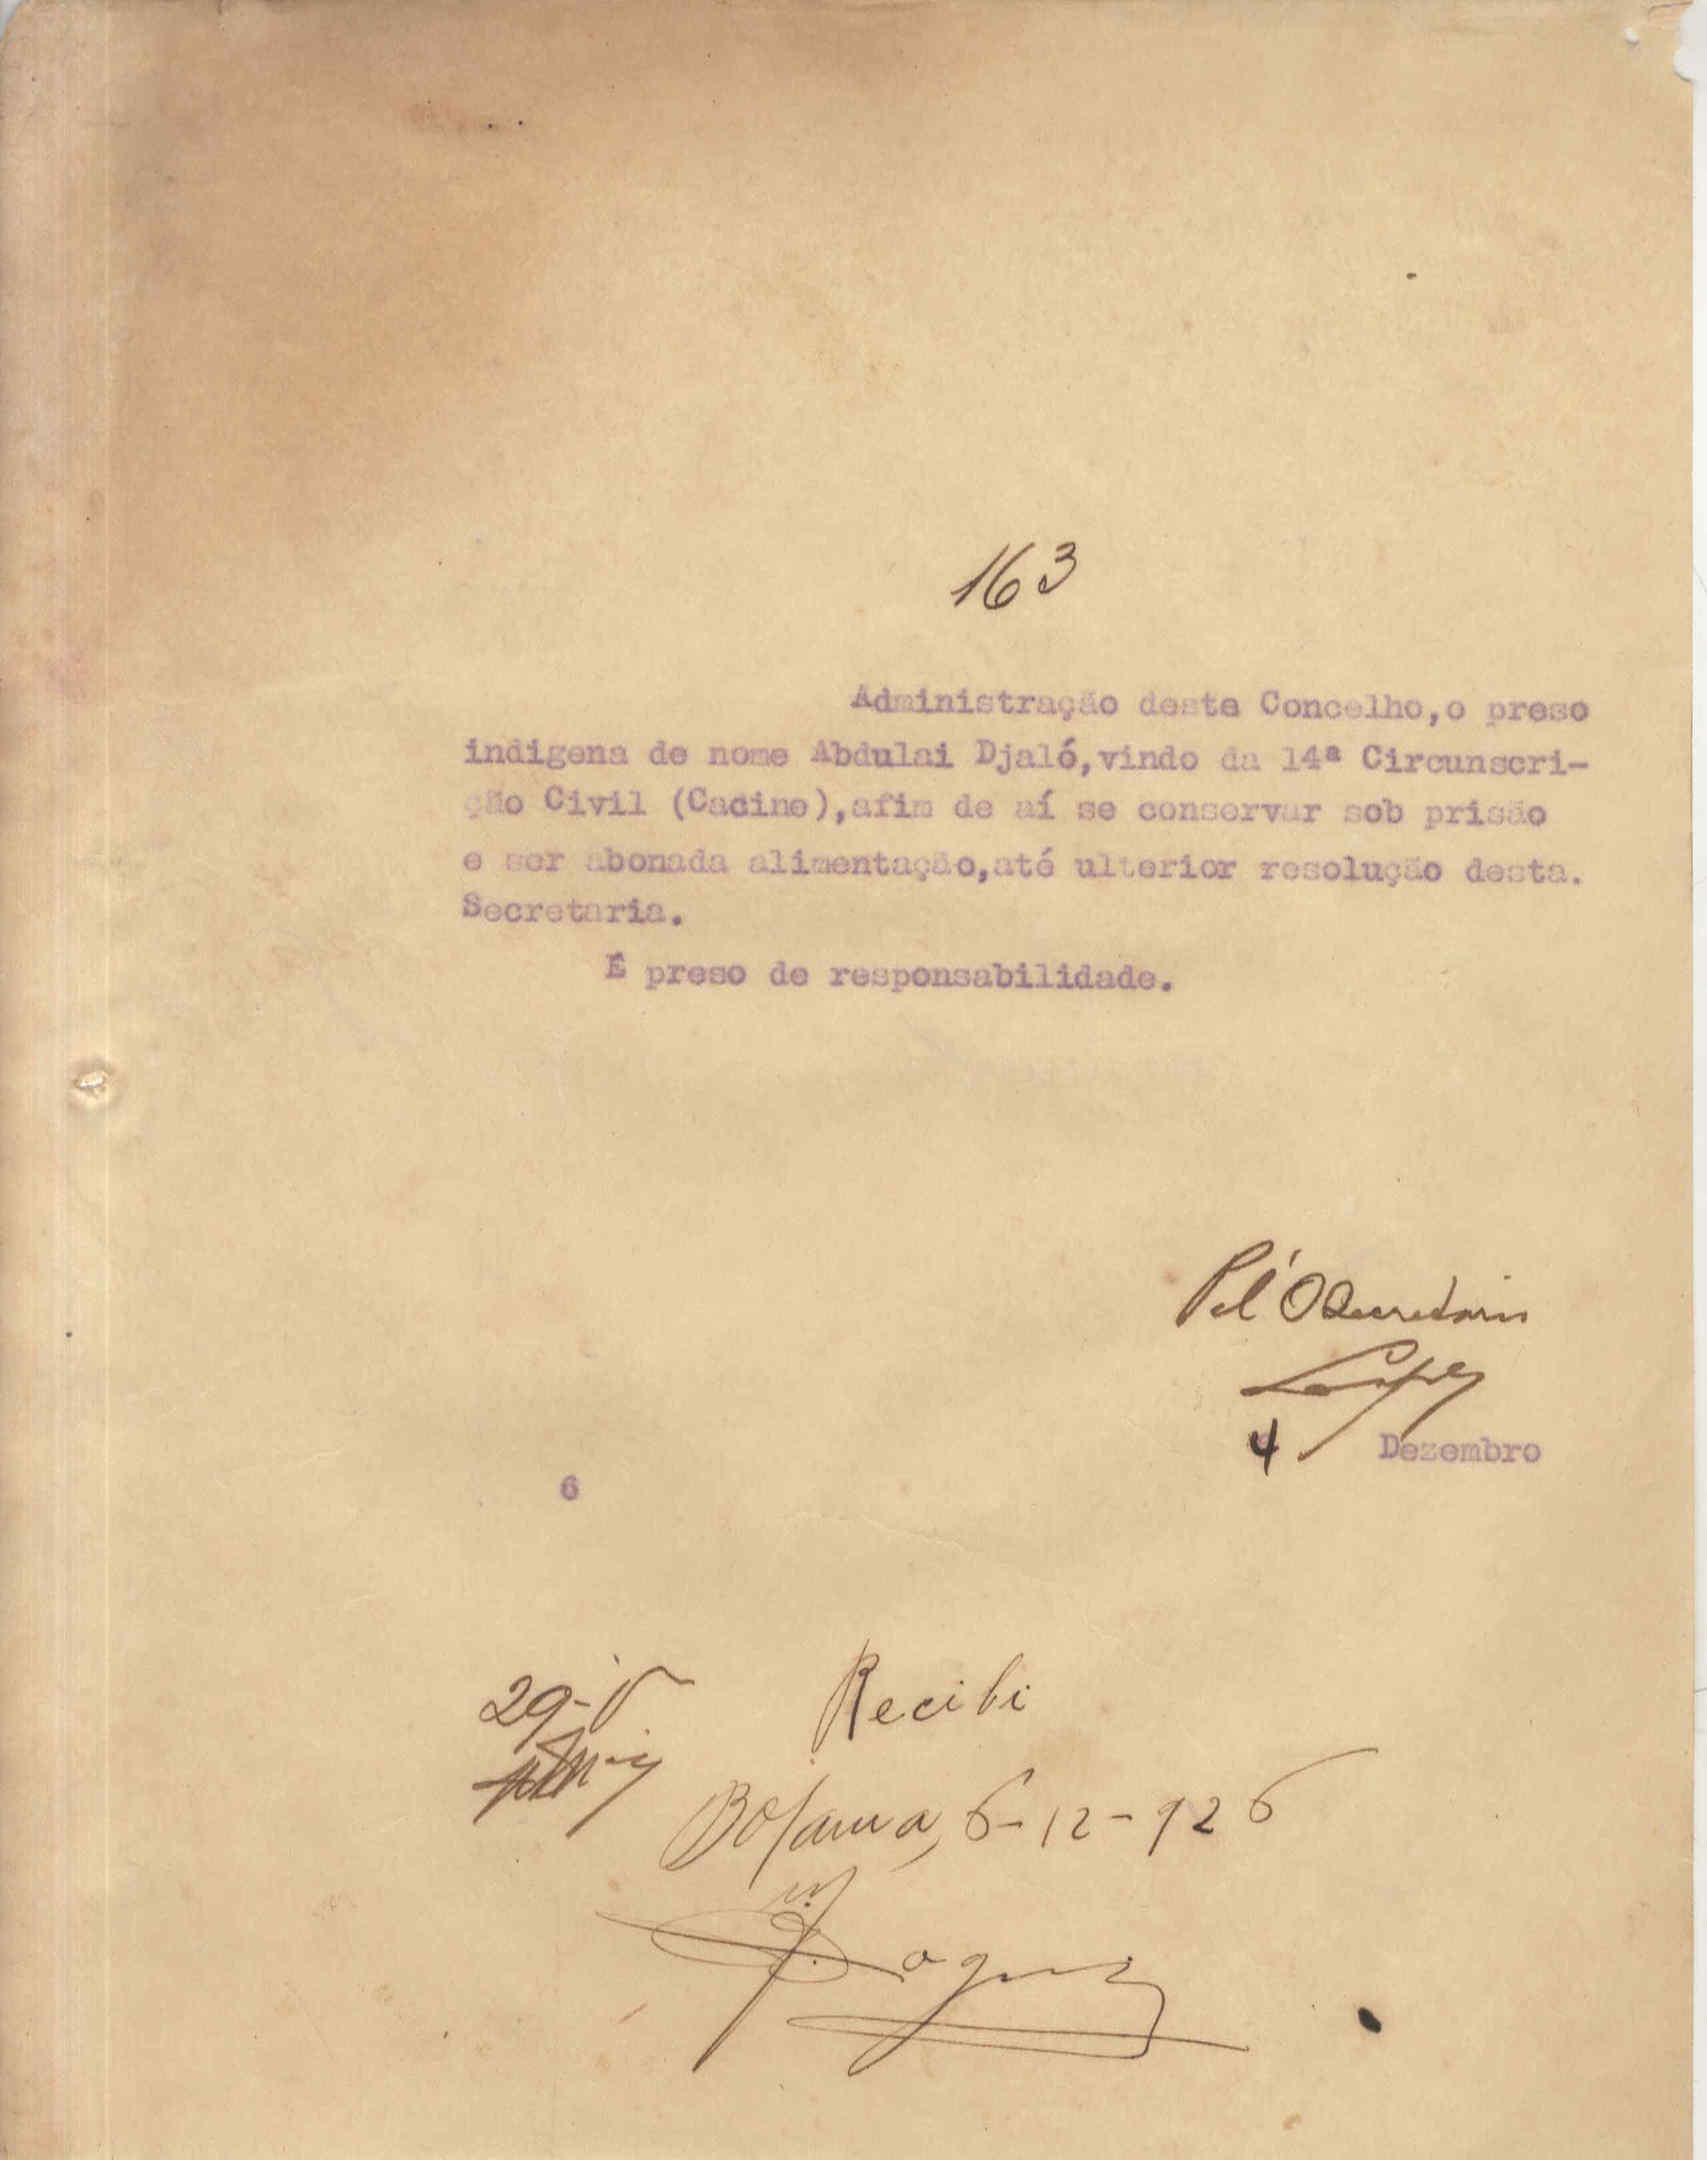 163
Administração deste Concelho,o preso
indigena de nome Abdulai Djaló,vindo da 14ª Circunscri-
ção Civil (Cacine),afim de aí se conservar sob prisão
e ser abonada alimentação,até ulterior resolução desta.
Secretaria.
É preso de responsabilidade.
Pel' O Secretario
Lopes
4 Dezembro
6
29-
Recibi
Bolama, 6-12-926